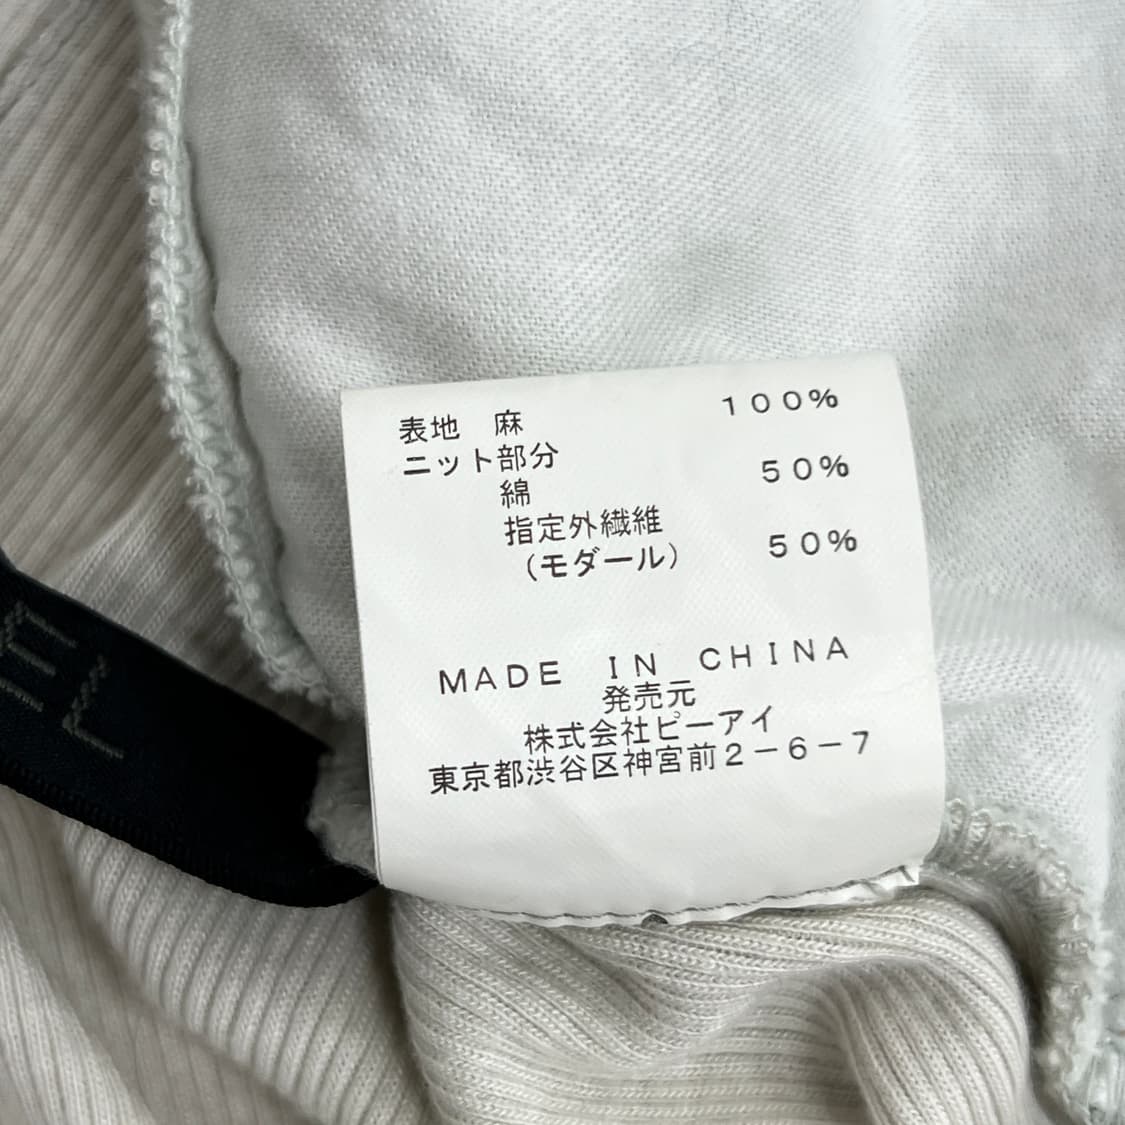 表地 麻 100%
ニット部分
綿 50%
指定外繊維
(モダール) 50%
MADE IN CHINA
発売元
株式会社ピーアイ
東京都渋谷区神宮前2-6-7